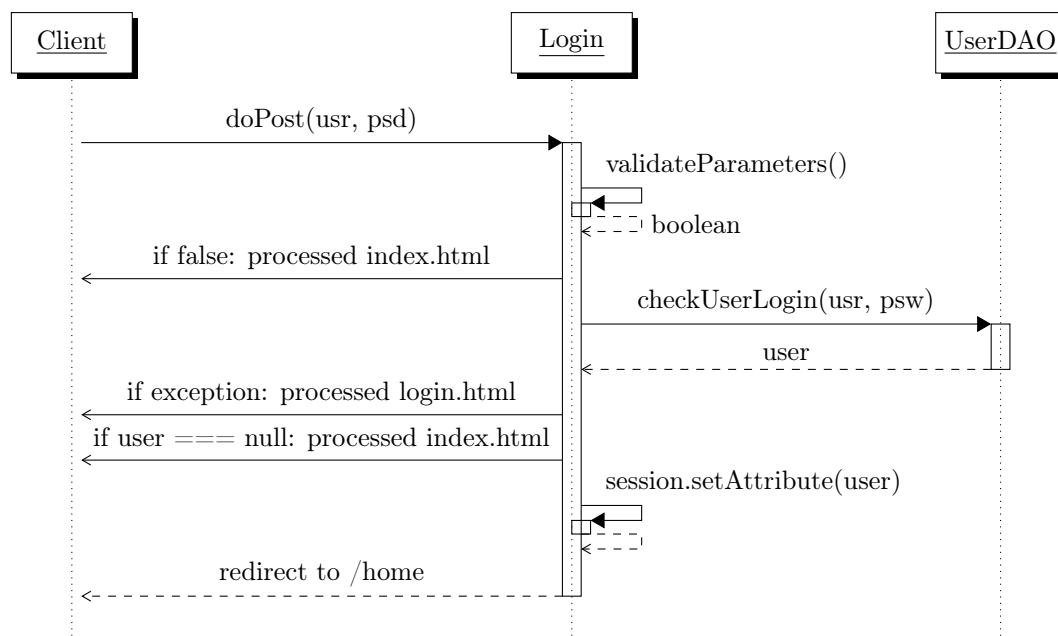 Client
Login
UserDAO
doPost(usr, psd)
validateParameters()
boolean
if false: processed index.html
checkUserLogin(usr, psw)
user
if exception: processed login.html
if user === null: processed index.html
session.setAttribute(user)
redirect to /home